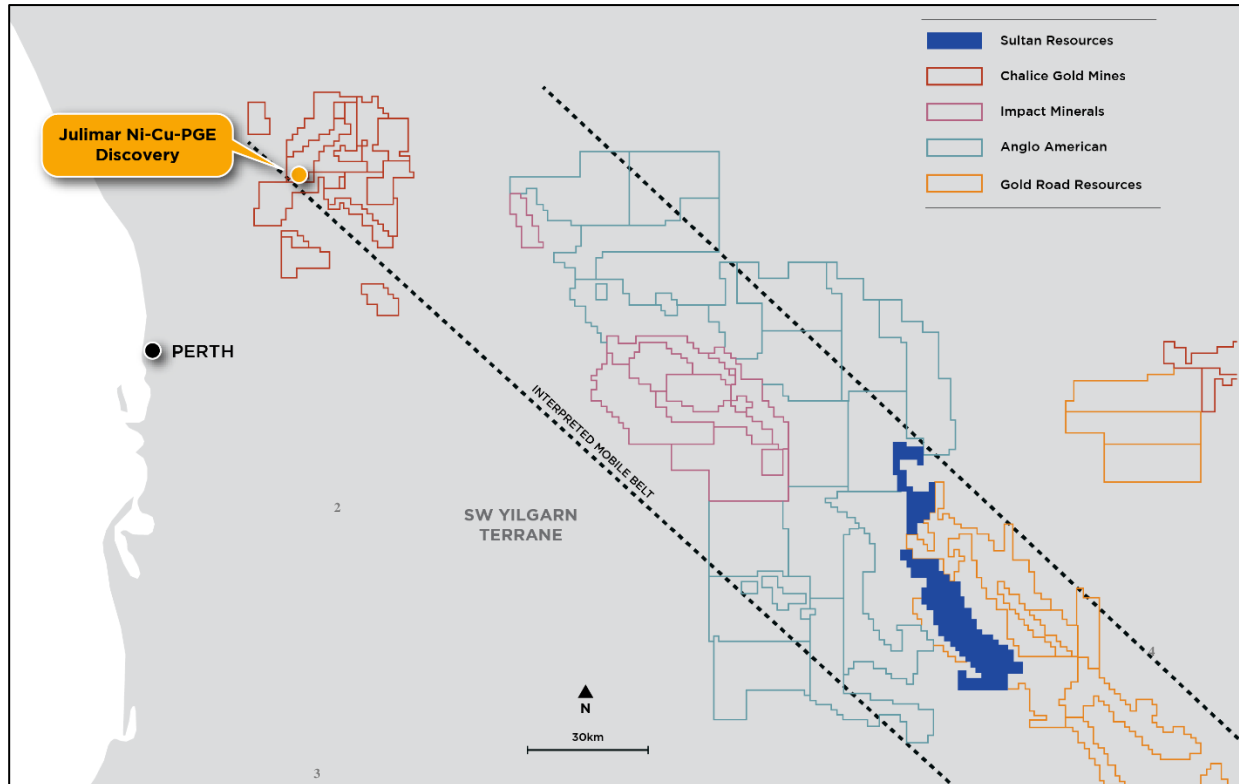 Sultan Resources
Chalice Gold Mines
Impact Minerals
Anglo American
Gold Road Resources
Julimar Ni-Cu-PGE
Discovery
PERTH
INTERPRETED MOBILE BELT
2
SW YILGARN
TERRANE
4
N
30km
3